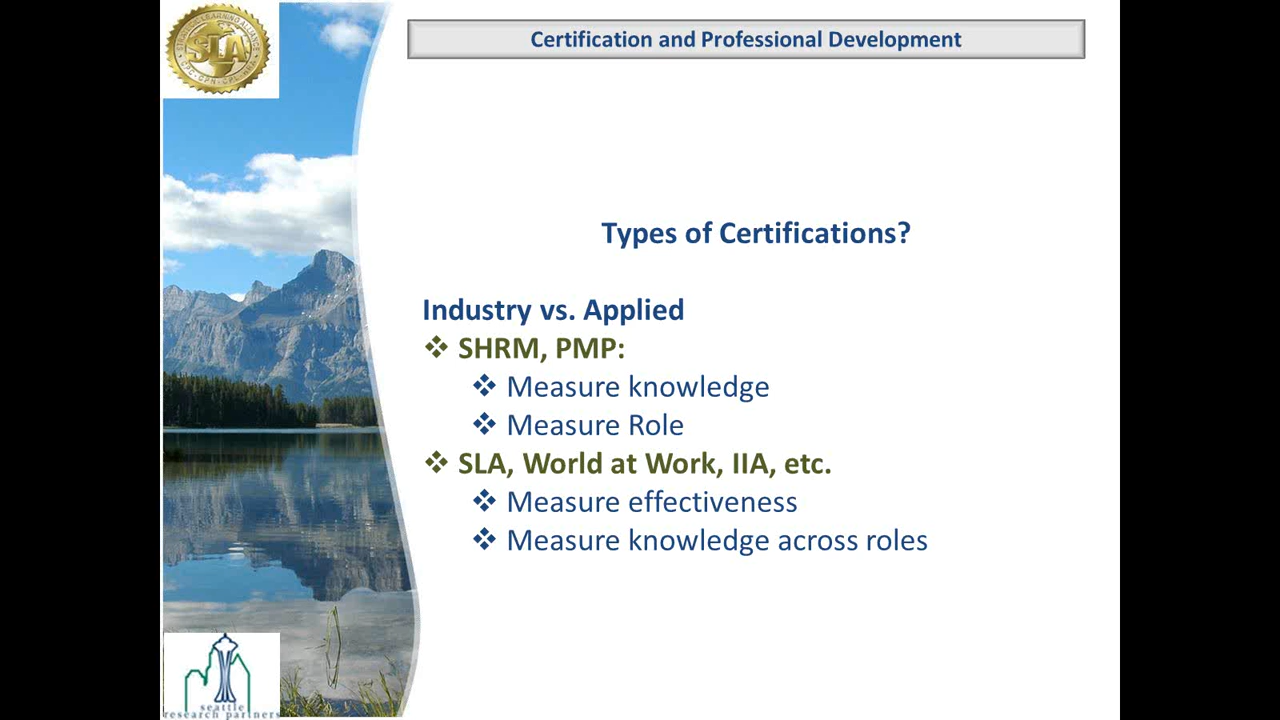 SLA
Certification and Professional Development
Types of Certifications?
Industry vs. Applied
SHRM, PMP:
Measure knowledge
Measure Role
SLA, World at Work, IIA, etc.
Measure effectiveness
Measure knowledge across roles
seattle
research partners